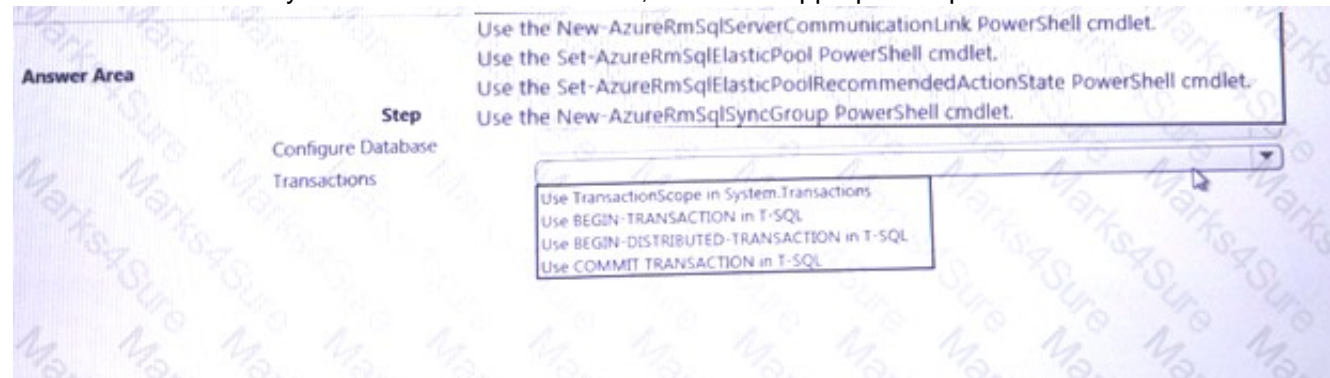 Use the New-AzureRmSqlServerCommunicationLink PowerShell cmdlet.
Use the Set-AzureRmSqlElasticPool PowerShell cmdlet.
Answer Area
Use the Set-AzureRmSqlElasticPoolRecommendedActionState PowerShell cmdlet.
Step
Use the New-AzureRmSqlSyncGroup PowerShell cmdlet.
Configure Database
Transactions
Use TransactionScope in System.Transactions
Use BEGIN-TRANSACTION in T-SQL
Use BEGIN-DISTRIBUTED-TRANSACTION in T-SQL
Use COMMIT TRANSACTION in T-SQL
Marks4Sure